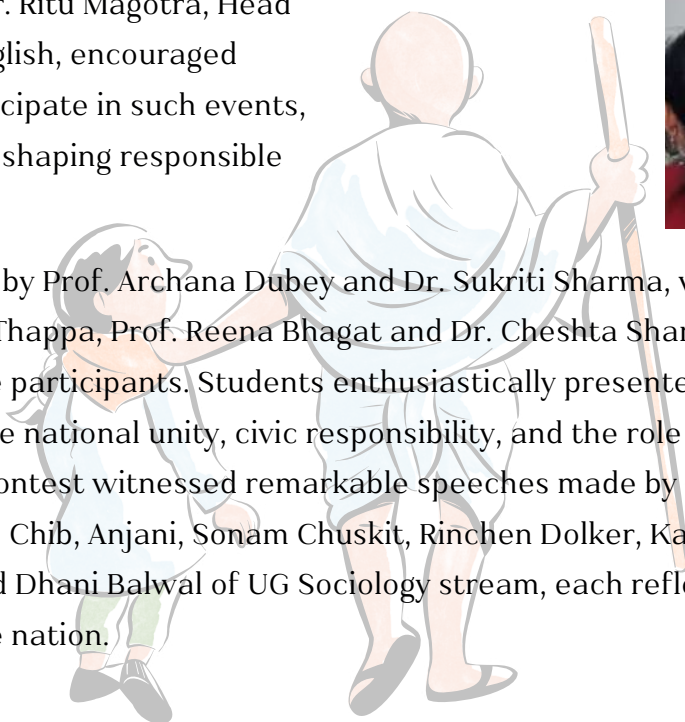 Ritu Magotra, Head
glish, encouraged
cipate in such events,
shaping responsible
by Prof. Archana Dubey and Dr. Sukriti Sharma,
Thappa, Prof. Reena Bhagat and Dr. Cheshta Shar
participants. Students enthusiastically presente
e national unity, civic responsibility, and the role
ontest witnessed remarkable speeches made by
Chib, Anjani, Sonam Chuskit, Rinchen Dolker, Ka
d Dhani Balwal of UG Sociology stream, each refle
e nation.